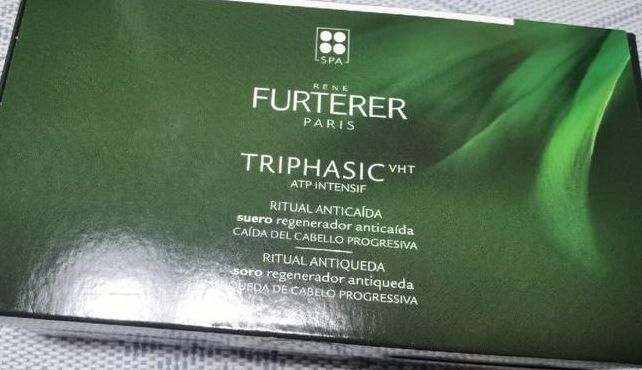 SPA
RENE
FURTERER
PARIS
TRIPHASIC VHT
ATP INTENSIF
RITUAL ANTICAÍDA
suero regenerador anticaída
CAÍDA DEL CABELLO PROGRESIVA
RITUAL ANTIQUEDA
soro regenerador antiqueda
QUEDA DE CABELO PROGRESSIVA